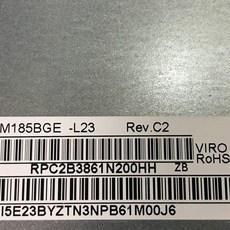 M185BGE -L23 Rev.C2
VIRO
RoHS
RPC2B3861N200HH ZB
I5E23BYZTN3NPB61M00J6